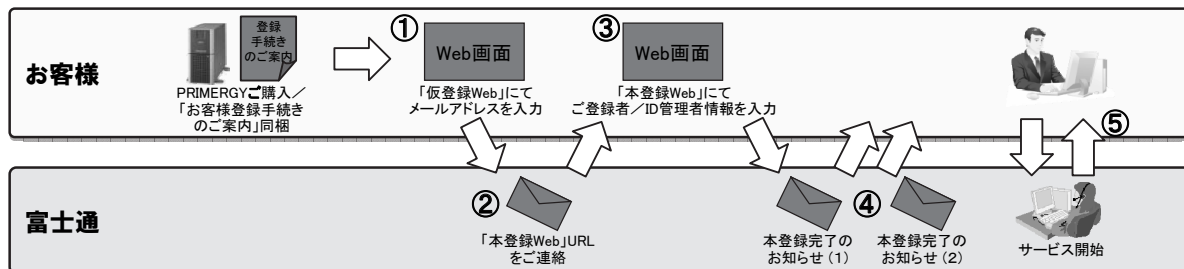 お客様
登録
手続き
のご案内
PRIMERGYご購入／
「お客様登録手続き
のご案内」同梱
①
Web画面
「仮登録Web」にて
メールアドレスを入力
③
Web画面
「本登録Web」にて
ご登録者／ID管理者情報を入力
⑤
富士通
②
「本登録Web」URL
をご連絡
本登録完了の
お知らせ（1）
④
本登録完了の
お知らせ（2）
サービス開始